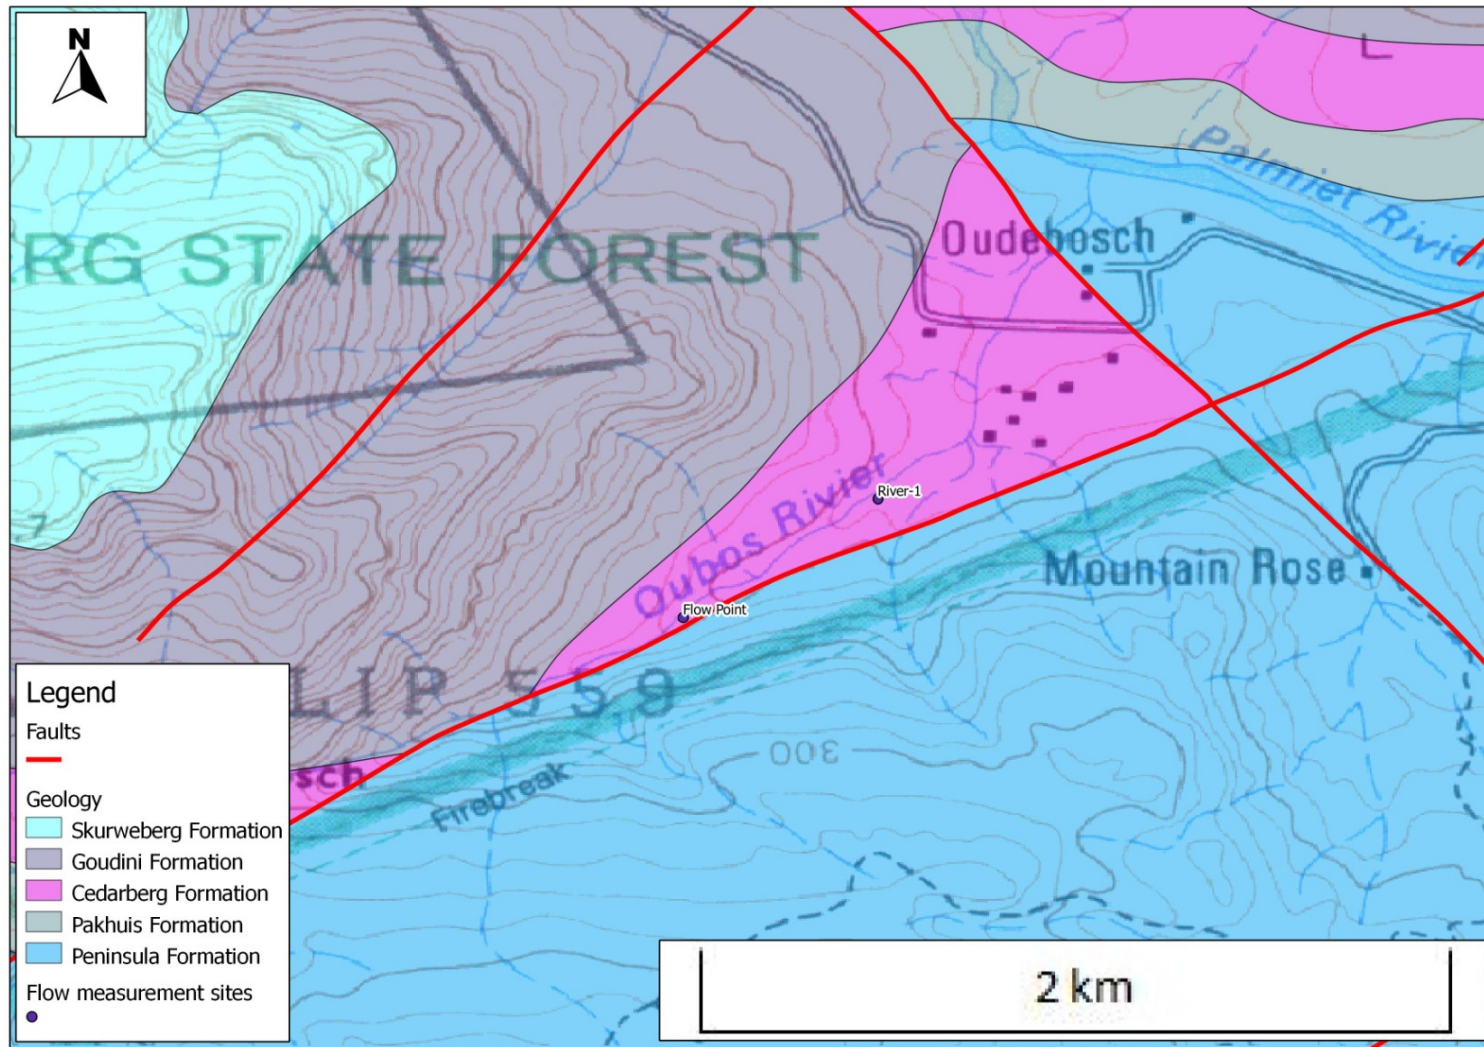 N
L
Palmiet Rivier
RG STATE FOREST
Oudebosch
River-1
Oubos Rivier
7
Mountain Rose
Flow Point
LIP 559
300
sch
Firebreak
Legend
Faults
Geology
Skurweberg Formation
Goudini Formation
Cedarberg Formation
Pakhuis Formation
Peninsula Formation
Flow measurement sites
2 km